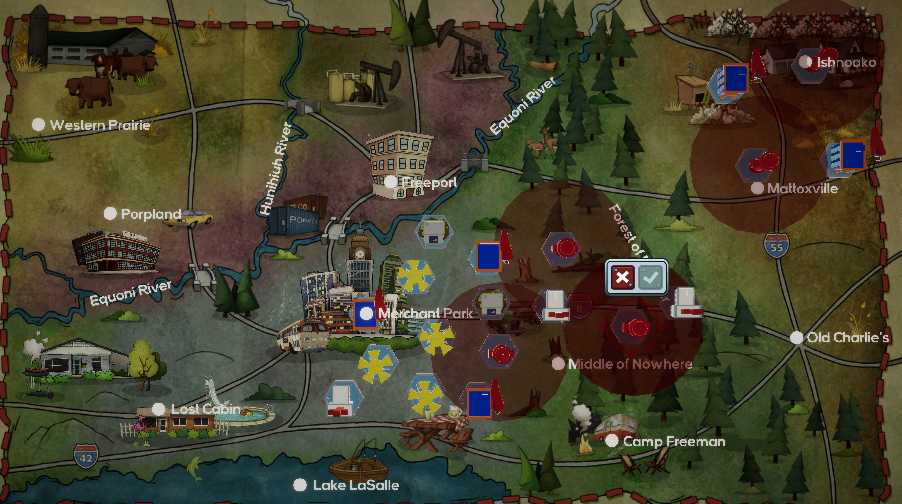 Ishnoako
Western Prairie
Equoni River
Hunihiuh River
Freeport
Mattoxville
Porpland
Forest of
55
Equoni River
Merchant Park
Old Charlie's
Middle of Nowhere
Lost Cabin
Camp Freeman
42
Lake LaSalle